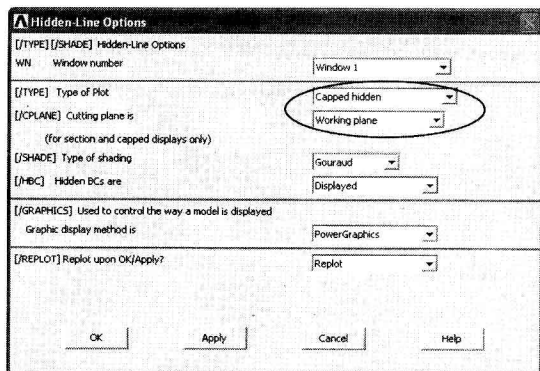 Hidden-Line Options
[/TYPE] [/SHADE] Hidden-Line Options
WN Window number Window 1
[/TYPE] Type of Plot Capped hidden
[/CPLANE] Cutting plane is Working plane
(for section and capped displays only)
[/SHADE] Type of shading Gouraud
[/HBC] Hidden BCs are Displayed
[/GRAPHICS] Used to control the way a model is displayed
Graphic display method is PowerGraphics
[/REPLOT] Replot upon OK/Apply? Replot
OK Apply Cancel Help